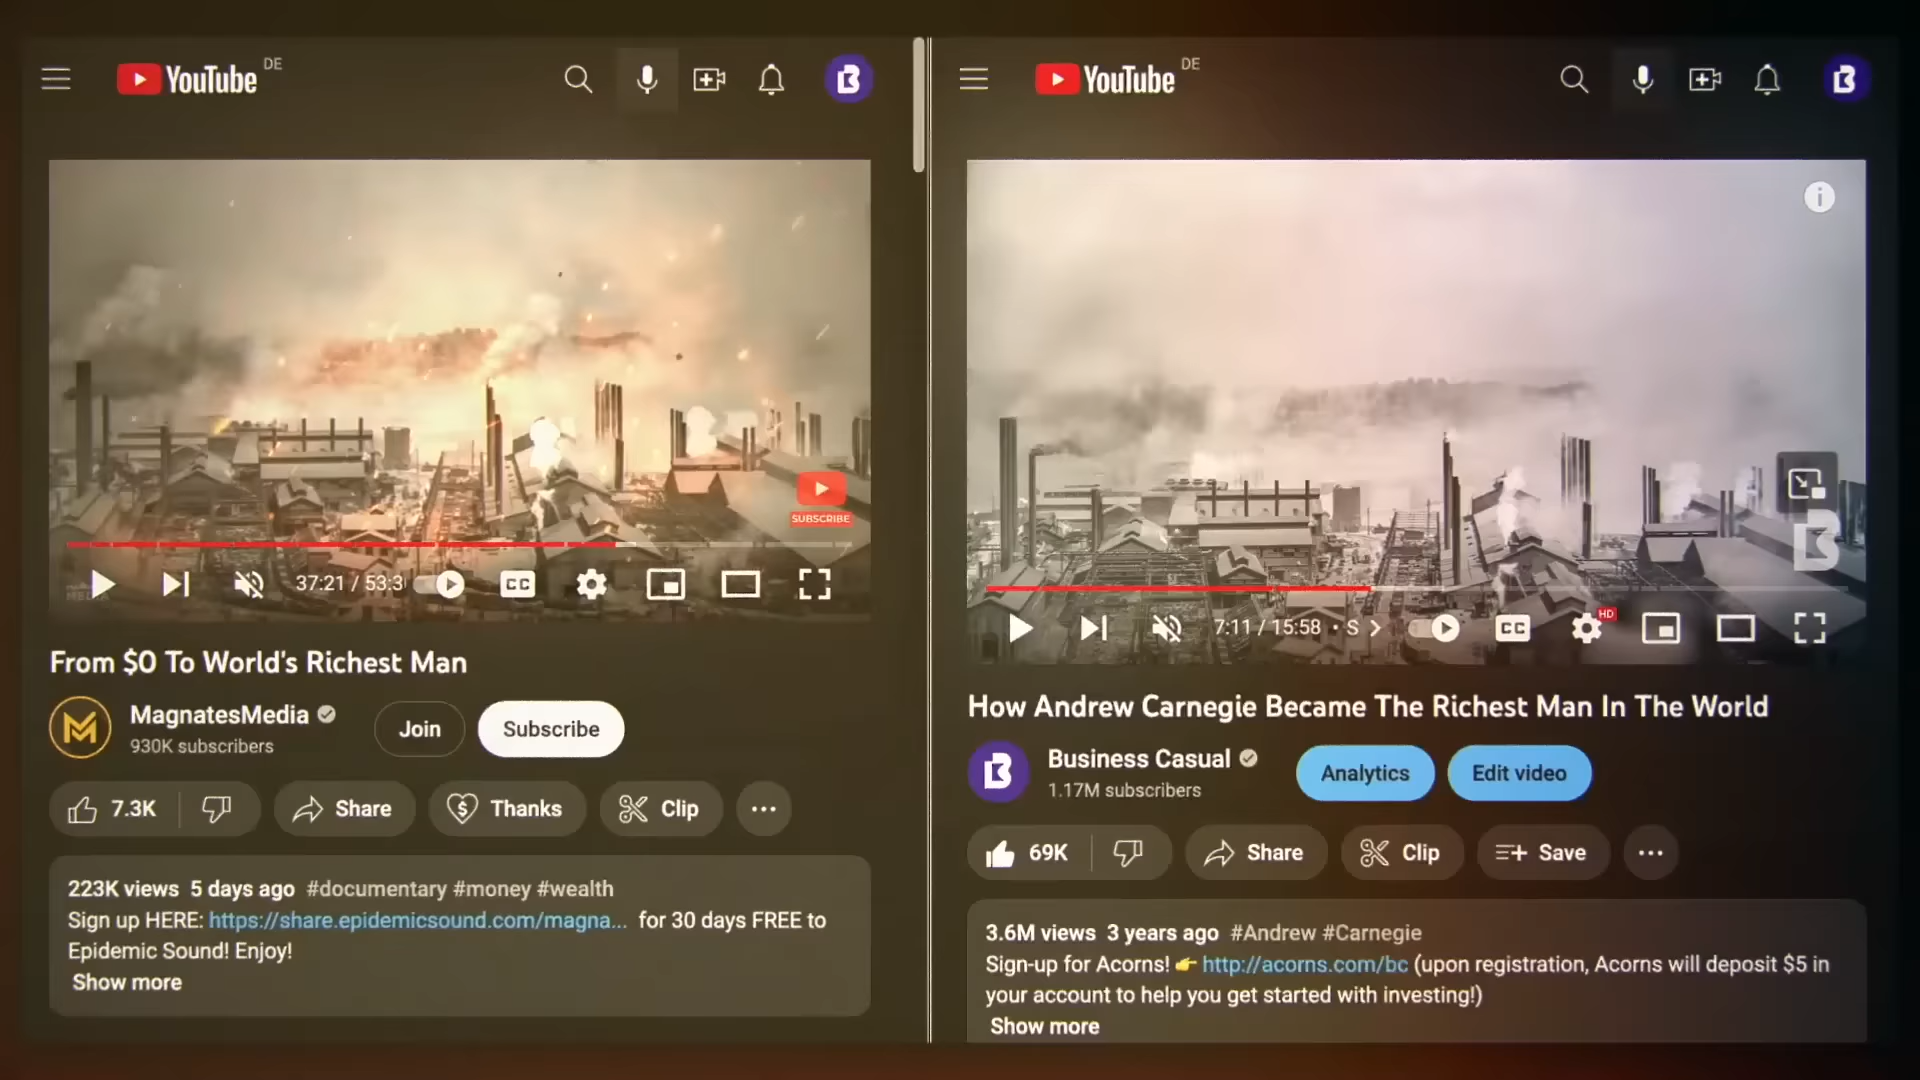 YouTube DE
SUBSCRIBE
37:21 / 53:3
CC
From $0 To World's Richest Man
MagnatesMedia
930K subscribers
Join
Subscribe
7.3K
Share
Thanks
Clip
223K views 5 days ago #documentary #money #wealth
Sign up HERE: https://share.epidemicsound.com/magna... for 30 days FREE to
Epidemic Sound! Enjoy!
Show more
YouTube DE
7:11 / 15:58 • S
CC
HD
How Andrew Carnegie Became The Richest Man In The World
Business Casual
1.17M subscribers
Analytics
Edit video
69K
Share
Clip
Save
3.6M views 3 years ago #Andrew #Carnegie
Sign-up for Acorns! 👉 http://acorns.com/bc (upon registration, Acorns will deposit $5 in
your account to help you get started with investing!)
Show more